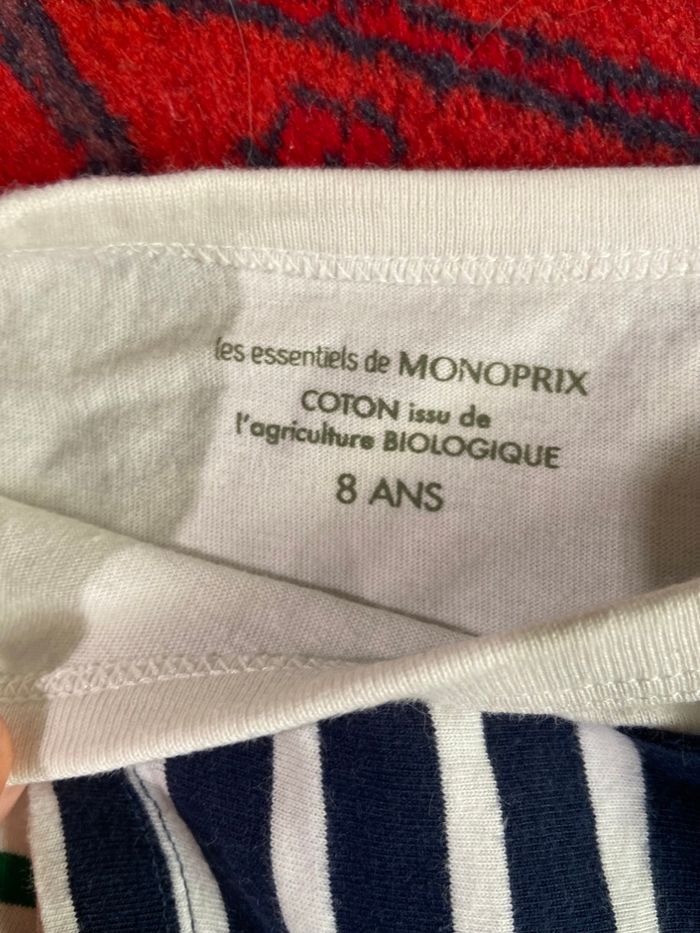 les essentiels de MONOPRIX
COTON issu de
l'agriculture BIOLOGIQUE
8 ANS